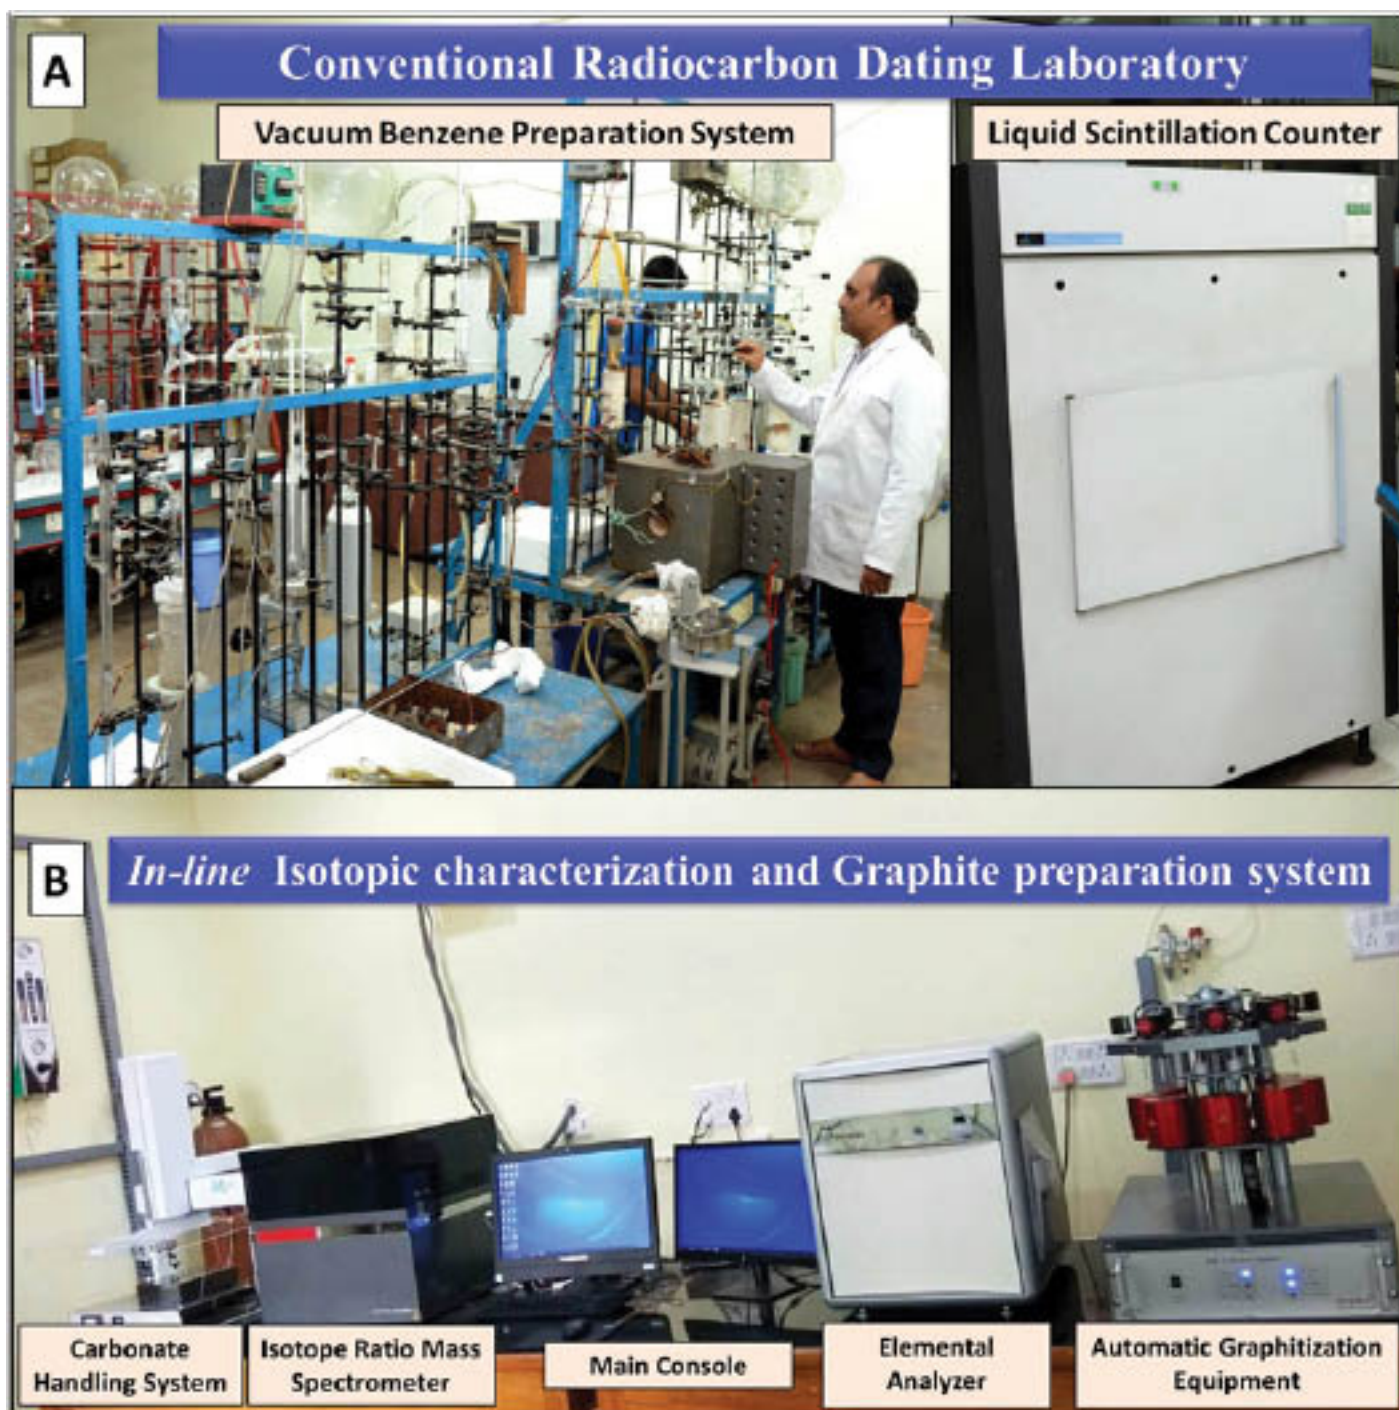 A
Conventional Radiocarbon Dating Laboratory
Vacuum Benzene Preparation System
Liquid Scintillation Counter
B
In-line Isotopic characterization and Graphite preparation system
Carbonate
Handling System
Isotope Ratio Mass
Spectrometer
Main Console
Elemental
Analyzer
Automatic Graphitization
Equipment